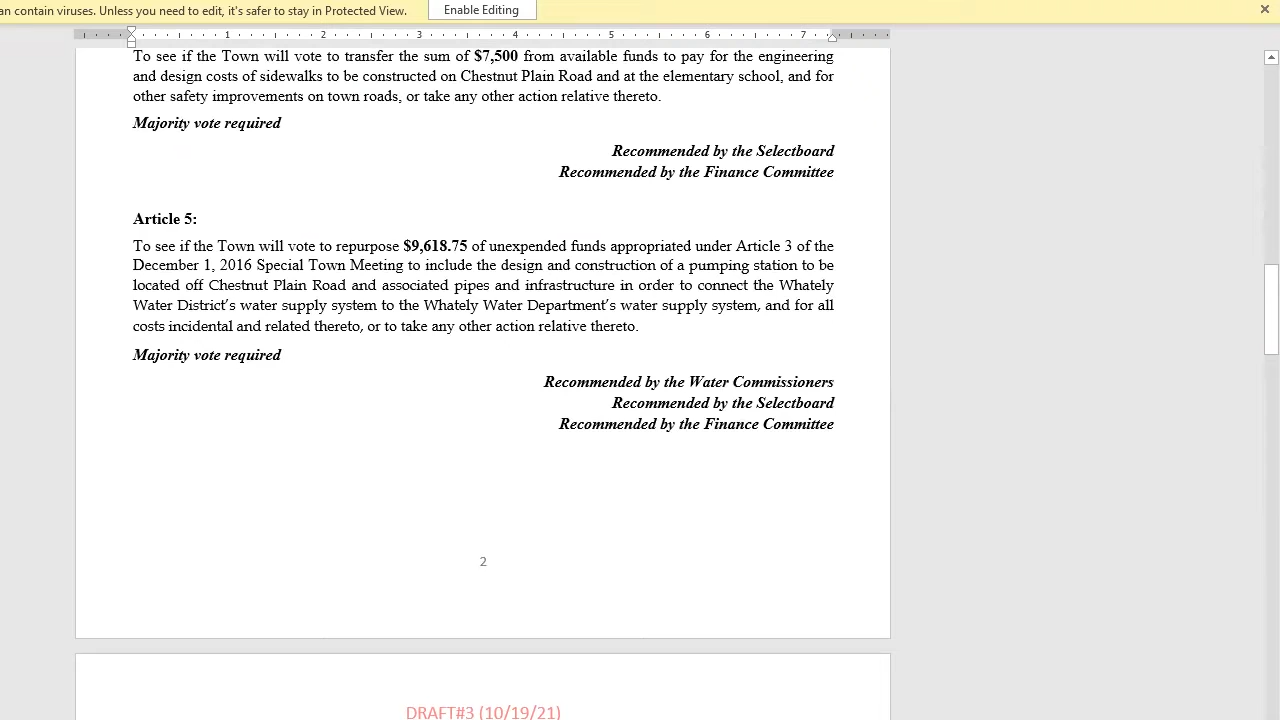 an contain viruses. Unless you need to edit, it's safer to stay in Protected View. Enable Editing
1 2 3 4 5 6 7
To see if the Town will vote to transfer the sum of $7,500 from available funds to pay for the engineering
and design costs of sidewalks to be constructed on Chestnut Plain Road and at the elementary school, and for
other safety improvements on town roads, or take any other action relative thereto.
Majority vote required
Recommended by the Selectboard
Recommended by the Finance Committee
Article 5:
To see if the Town will vote to repurpose $9,618.75 of unexpended funds appropriated under Article 3 of the
December 1, 2016 Special Town Meeting to include the design and construction of a pumping station to be
located off Chestnut Plain Road and associated pipes and infrastructure in order to connect the Whately
Water District's water supply system to the Whately Water Department's water supply system, and for all
costs incidental and related thereto, or to take any other action relative thereto.
Majority vote required
Recommended by the Water Commissioners
Recommended by the Selectboard
Recommended by the Finance Committee
2
DRAFT#3 (10/19/21)